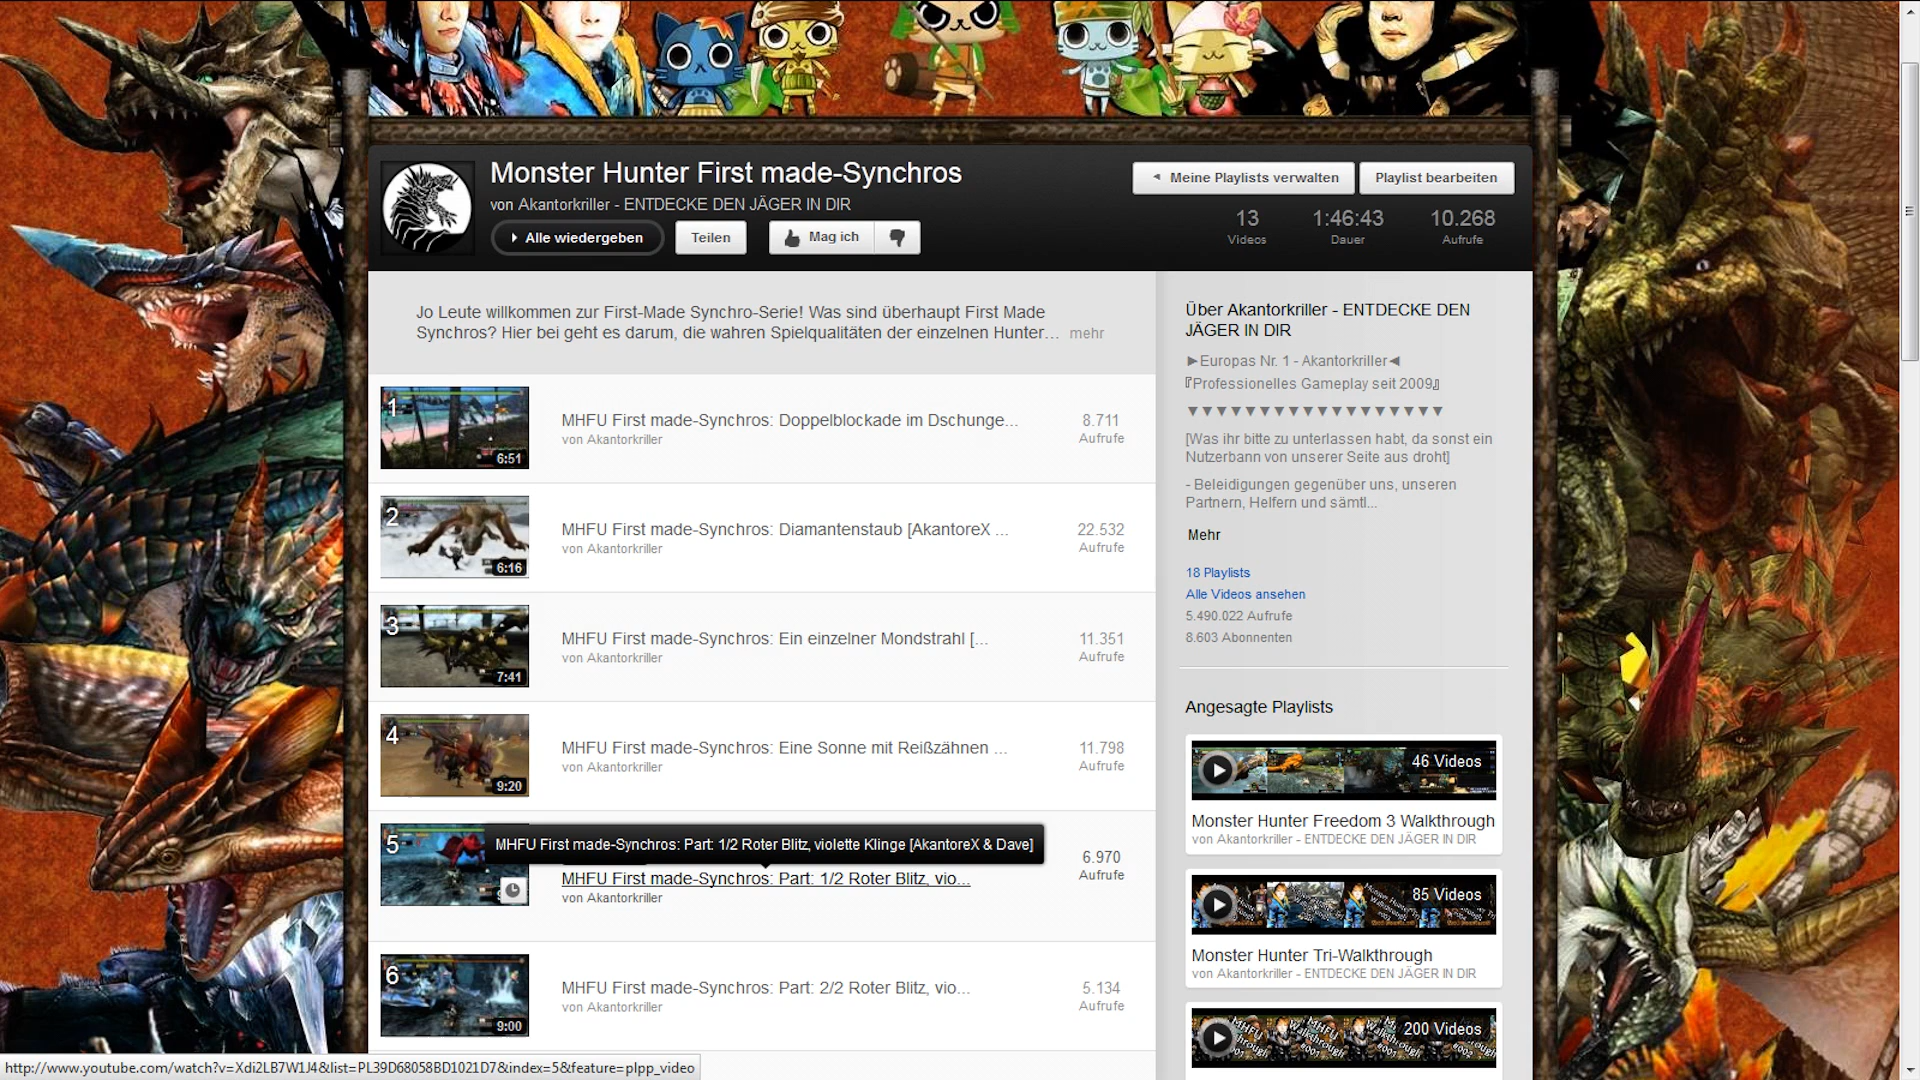 Monster Hunter First made-Synchros
von Akantorkriller - ENTDECKE DEN JÄGER IN DIR
Alle wiedergeben
Teilen
Mag ich
◄ Meine Playlists verwalten
Playlist bearbeiten
13
Videos
1:46:43
Dauer
10.268
Aufrufe
Jo Leute willkommen zur First-Made Synchro-Serie! Was sind überhaupt First Made
Synchros? Hier bei geht es darum, die wahren Spielqualitäten der einzelnen Hunter... mehr
1
6:51
MHFU First made-Synchros: Doppelblockade im Dschunge...
von Akantorkriller
8.711
Aufrufe
2
6:16
MHFU First made-Synchros: Diamantenstaub [AkantoreX ...
von Akantorkriller
22.532
Aufrufe
3
7:41
MHFU First made-Synchros: Ein einzelner Mondstrahl [...
von Akantorkriller
11.351
Aufrufe
4
9:20
MHFU First made-Synchros: Eine Sonne mit Reißzähnen ...
von Akantorkriller
11.798
Aufrufe
5
MHFU First made-Synchros: Part: 1/2 Roter Blitz, violette Klinge [AkantoreX & Dave]
MHFU First made-Synchros: Part: 1/2 Roter Blitz, vio...
von Akantorkriller
6.970
Aufrufe
6
9:00
MHFU First made-Synchros: Part: 2/2 Roter Blitz, vio...
von Akantorkriller
5.134
Aufrufe
Über Akantorkriller - ENTDECKE DEN
JÄGER IN DIR
►Europas Nr. 1 - Akantorkriller◄
『Professionelles Gameplay seit 2009』
▼▼▼▼▼▼▼▼▼▼▼▼▼▼▼▼▼▼
[Was ihr bitte zu unterlassen habt, da sonst ein
Nutzerbann von unserer Seite aus droht]
- Beleidigungen gegenüber uns, unseren
Partnern, Helfern und sämtl...
Mehr
18 Playlists
Alle Videos ansehen
5.490.022 Aufrufe
8.603 Abonnenten
Angesagte Playlists
46 Videos
Monster Hunter Freedom 3 Walkthrough
von Akantorkriller - ENTDECKE DEN JÄGER IN DIR
85 Videos
Monster Hunter Tri-Walkthrough
von Akantorkriller - ENTDECKE DEN JÄGER IN DIR
200 Videos
http://www.youtube.com/watch?v=Xdi2LB7W1J4&list=PL39D68058BD1021D7&index=5&feature=plpp_video